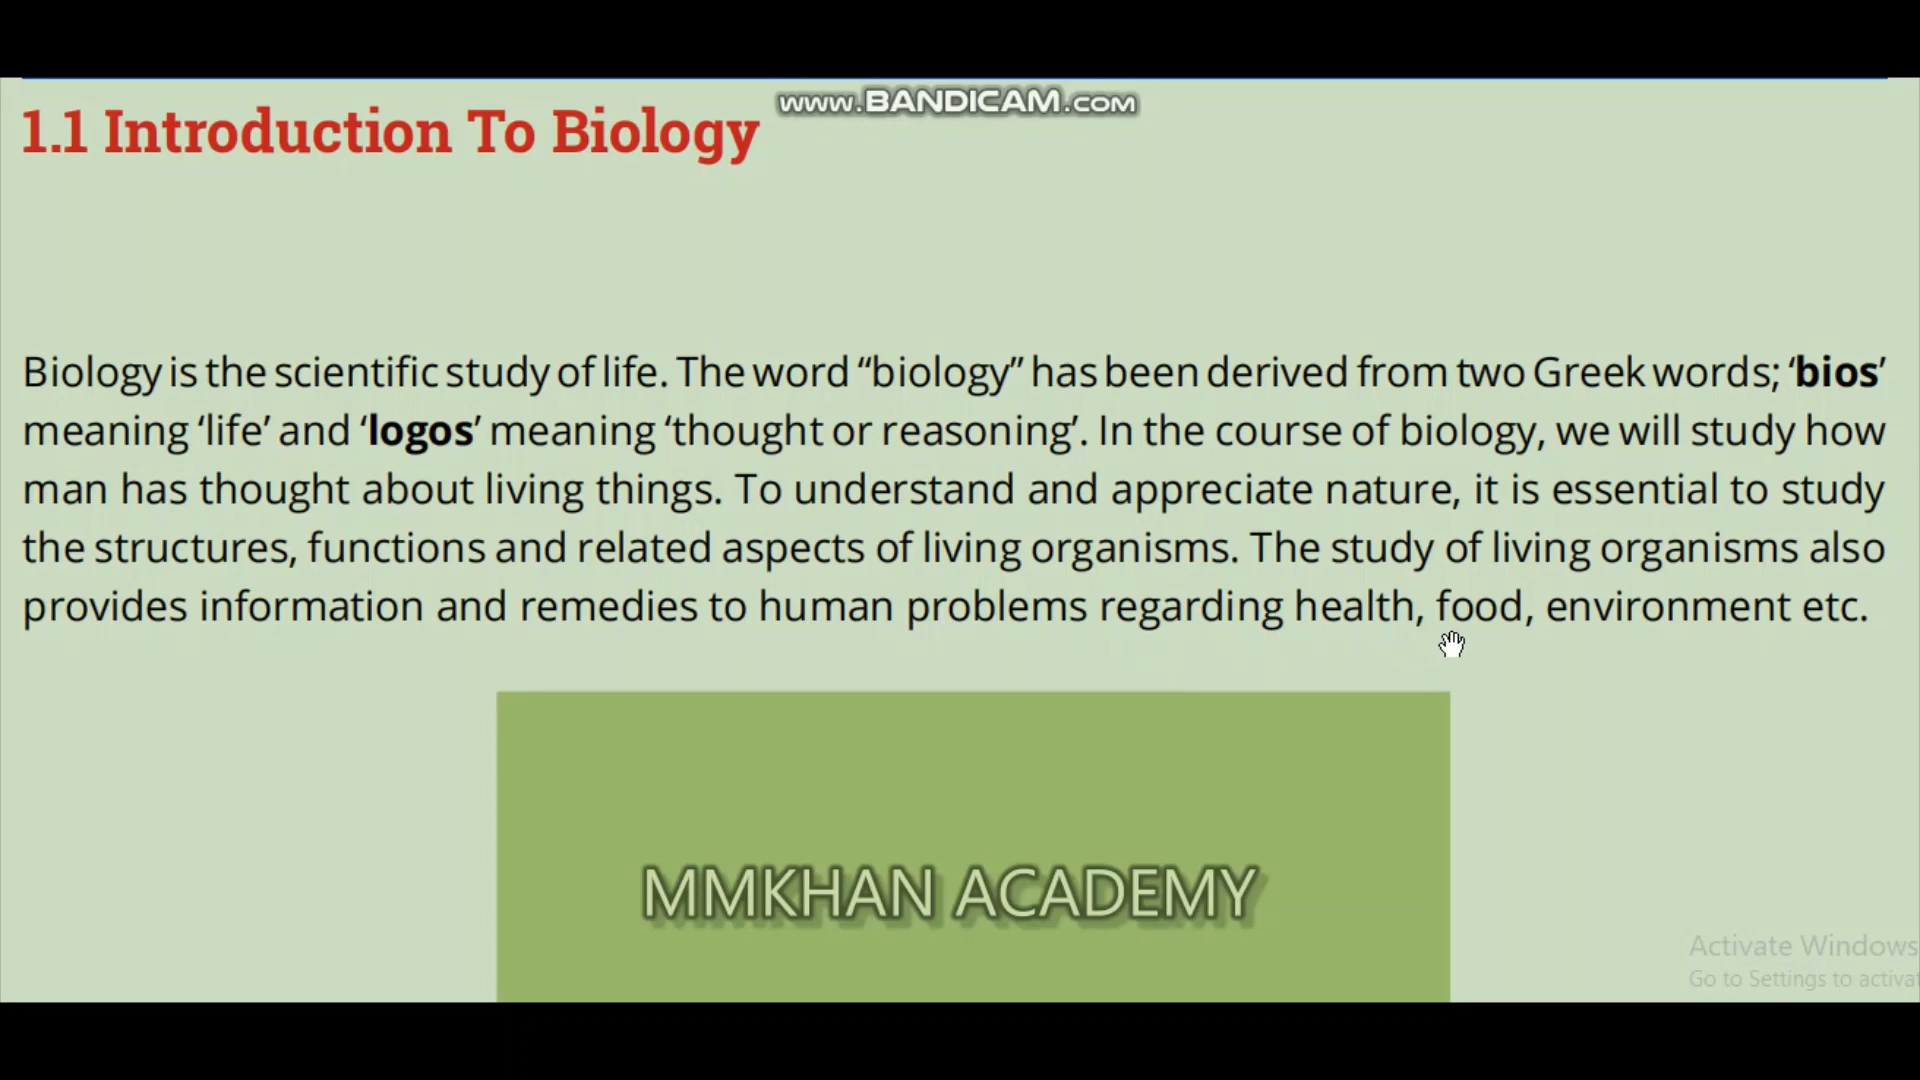 www.BANDICAM.com
1.1 Introduction To Biology
Biology is the scientific study of life. The word “biology” has been derived from two Greek words; ‘bios’
meaning ‘life’ and ‘logos’ meaning ‘thought or reasoning’. In the course of biology, we will study how
man has thought about living things. To understand and appreciate nature, it is essential to study
the structures, functions and related aspects of living organisms. The study of living organisms also
provides information and remedies to human problems regarding health, food, environment etc.
MMKHAN ACADEMY
Activate Windows
Go to Settings to activat